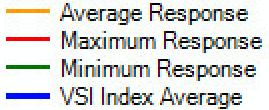 Average Response
Maximum Response
Minimum Response
VSI Index Average